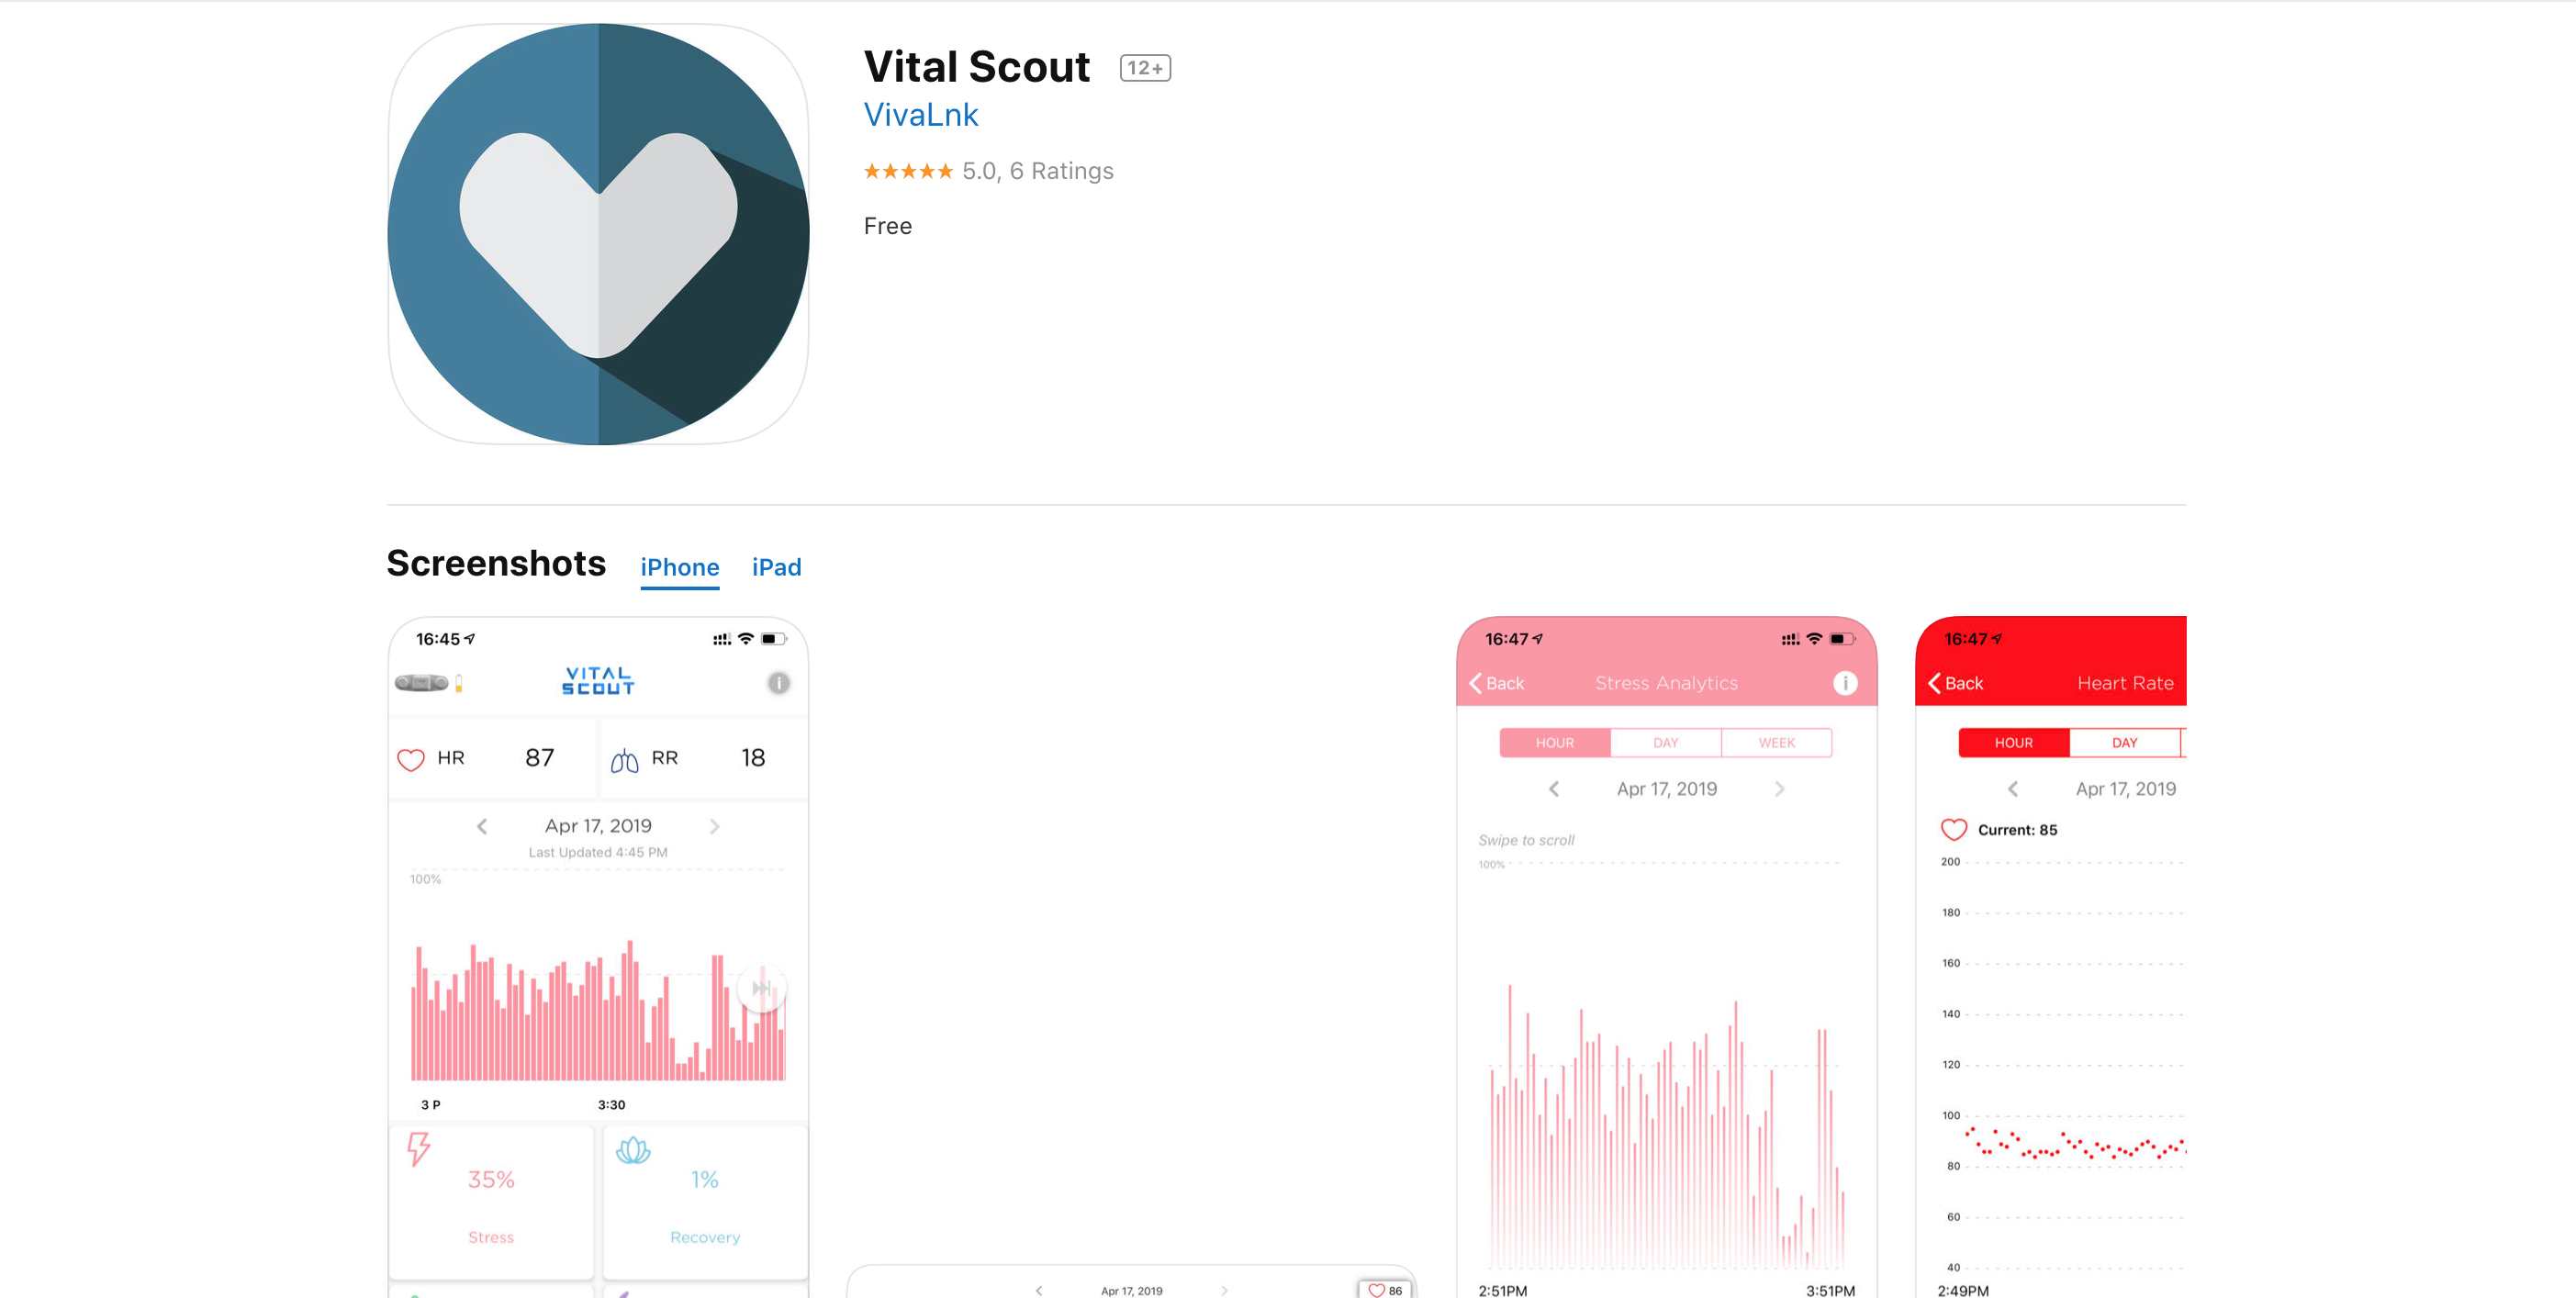 Vital Scout 12+
VivaLnk
5.0, 6 Ratings
Free
Screenshots iPhone iPad
16:45
VITAL
SCOUT
HR 87 RR 18
Apr 17, 2019
Last Updated 4:45 PM
100%
3 P 3:30
35%
Stress
1%
Recovery
Apr 17, 2019 86
16:47
Back Stress Analytics
HOUR DAY WEEK
Apr 17, 2019
Swipe to scroll
100%
2:51PM 3:51PM
16:47
Back Heart Rate
HOUR DAY
Apr 17, 2019
Current: 85
200
180
160
140
120
100
80
60
40
2:49PM